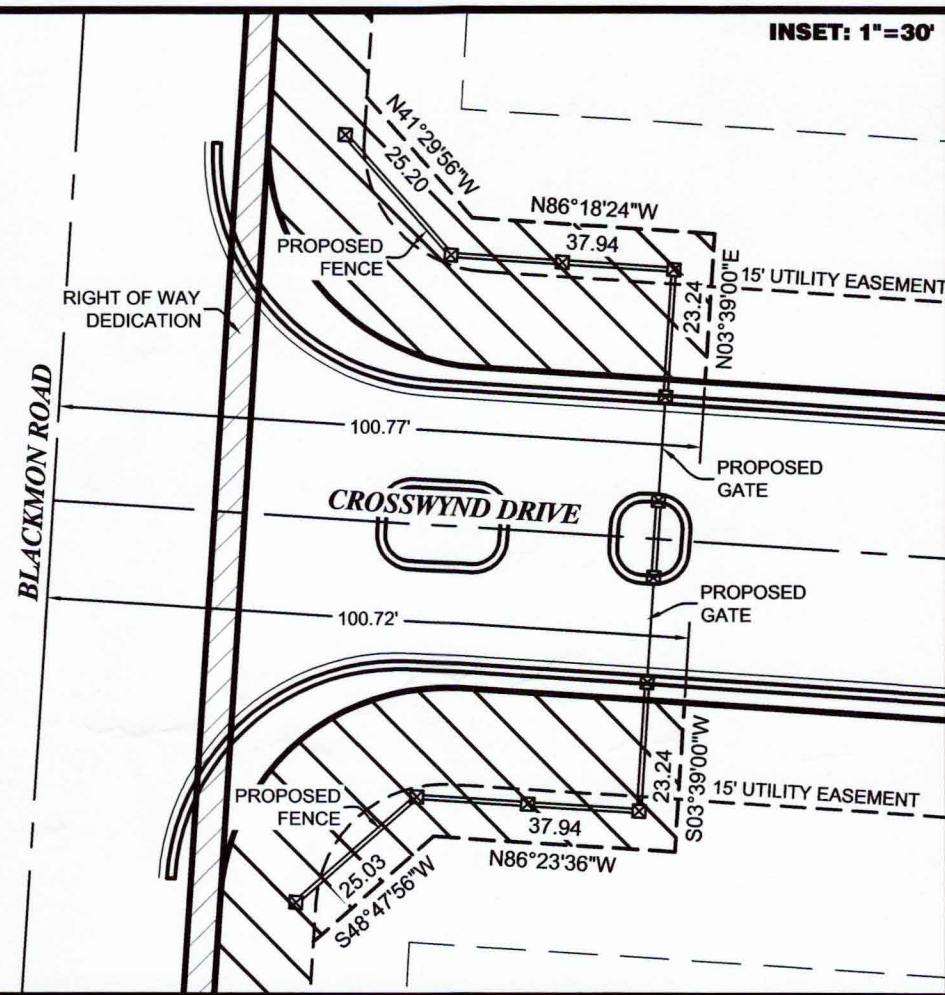 INSET: 1"=30'
N41°29'56"W
25.20
N86°18'24"W
37.94
PROPOSED
FENCE
15' UTILITY EASEMENT
23.24
N03°39'00"E
RIGHT OF WAY
DEDICATION
BLACKMON ROAD
100.77'
PROPOSED
GATE
CROSSWYND DRIVE
PROPOSED
GATE
100.72'
PROPOSED
FENCE
23.24
S03°39'00"W
15' UTILITY EASEMENT
37.94
N86°23'36"W
25.03
S48°47'56"W